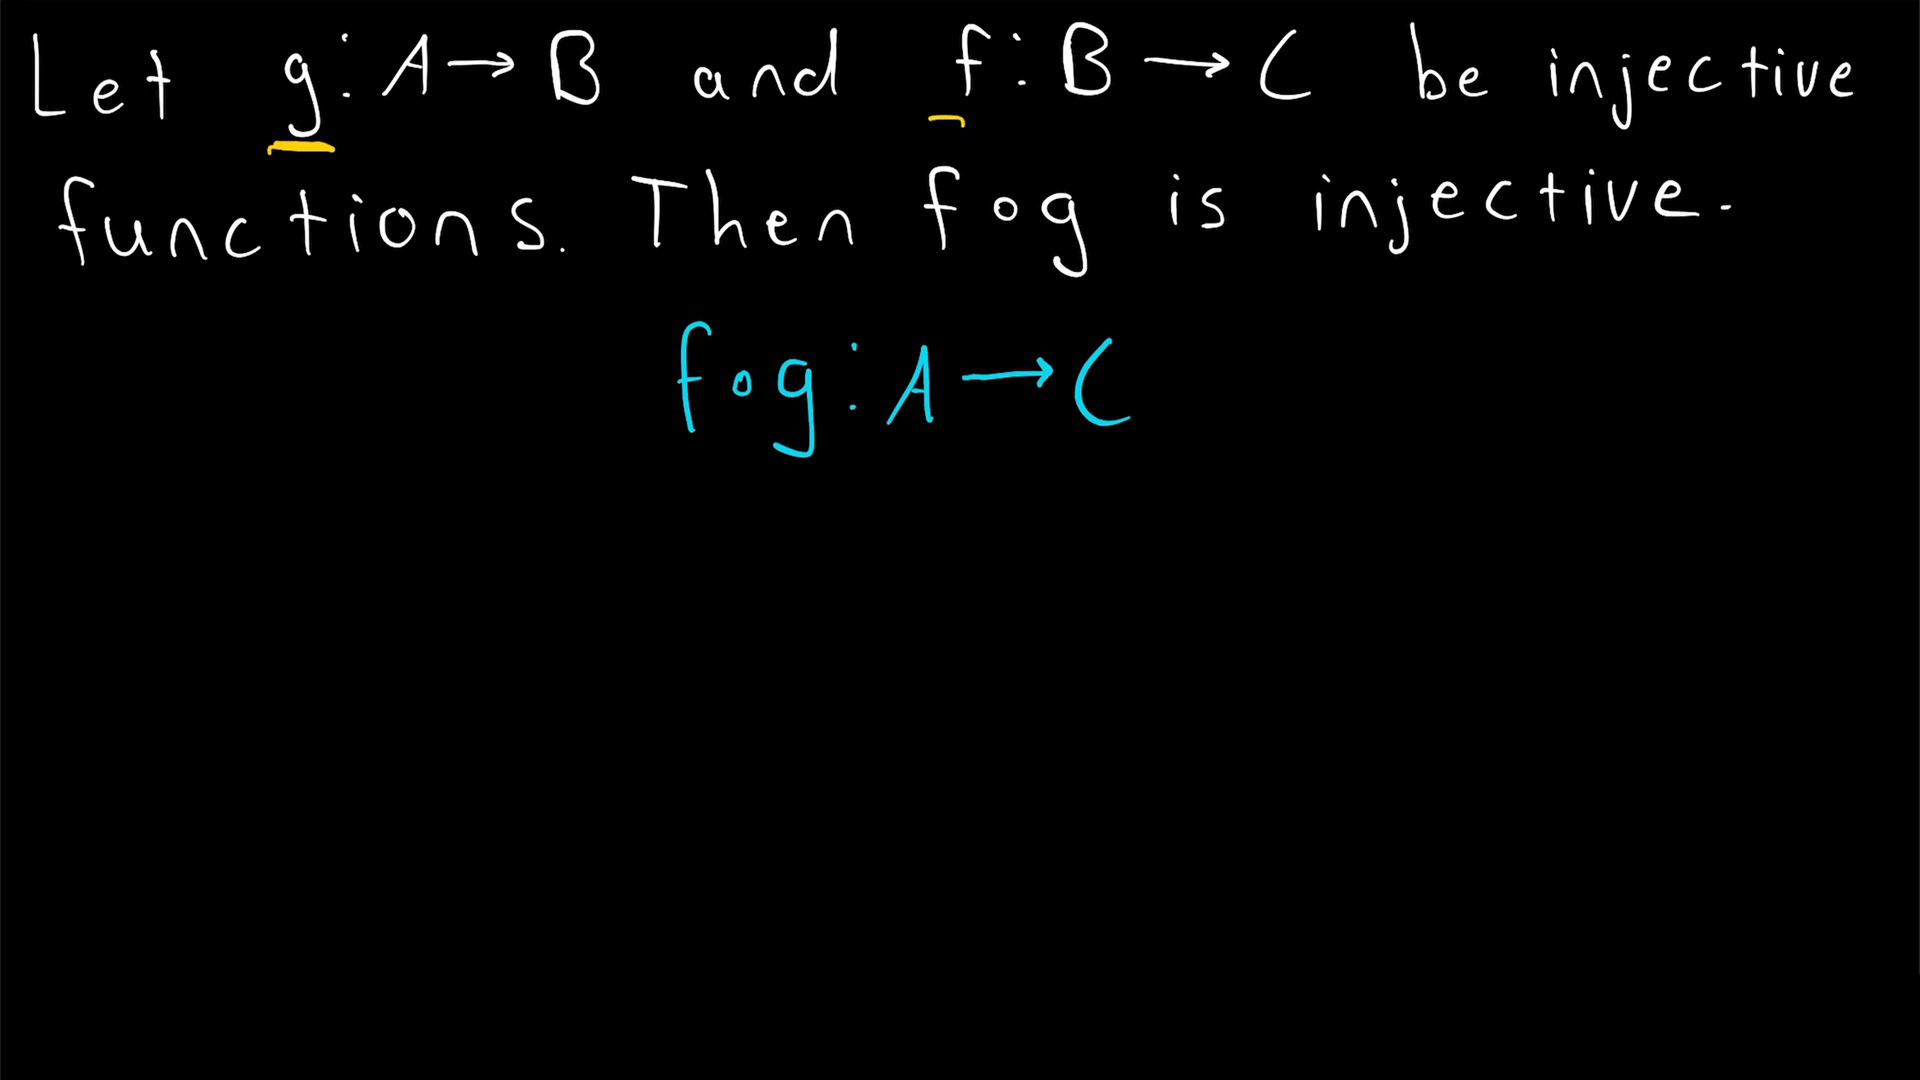 Let g: A→B and f: B→C be injective
functions. Then f∘g is injective.
f∘g: A→C